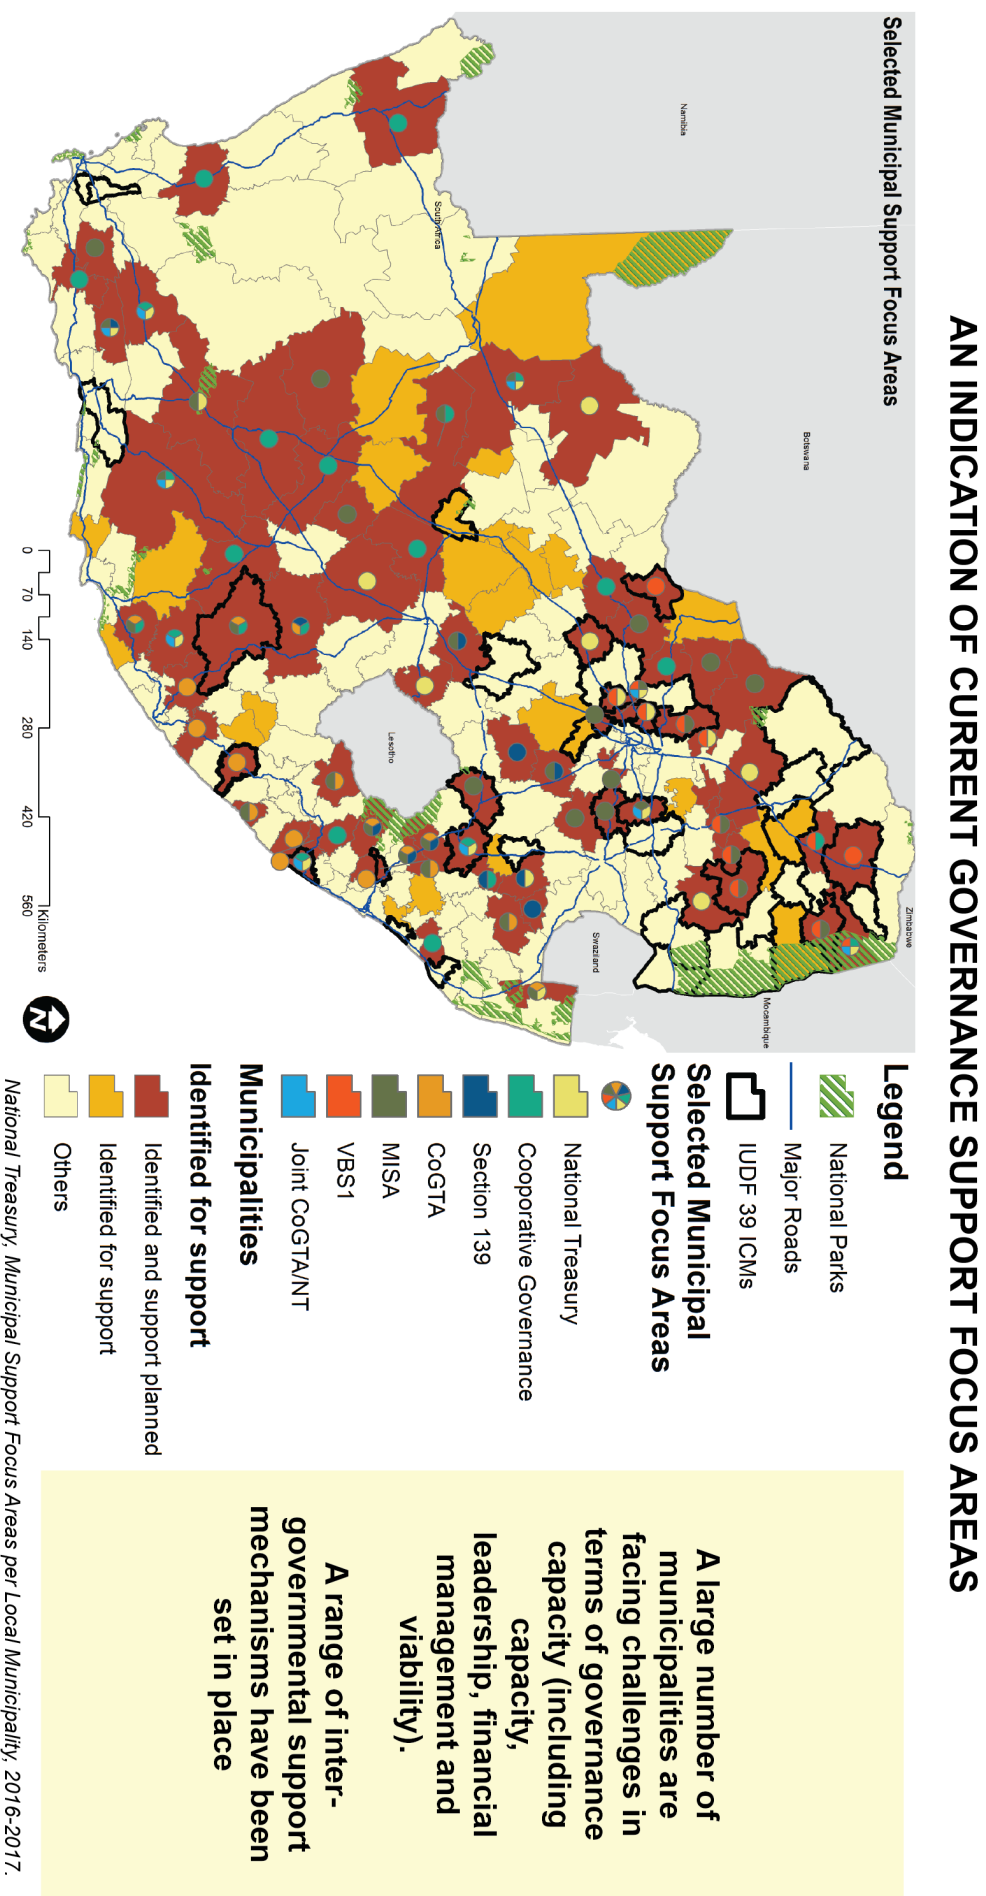 AN INDICATION OF CURRENT GOVERNANCE SUPPORT FOCUS AREAS
Selected Municipal Support Focus Areas
Namibia
Botswana
Zimbabwe
Mocambique
South Africa
Swaziland
Lesotho
0 70 140 280 420 560
Kilometers
N
Legend
National Parks
Major Roads
IUDF 39 ICMs
Selected Municipal
Support Focus Areas
National Treasury
Cooporative Governance
Section 139
CoGTA
MISA
VBS1
Joint CoGTA/NT
Municipalities
Identified for support
Identified and support planned
Identified for support
Others
A large number of
municipalities are
facing challenges in
terms of governance
capacity (including
capacity,
leadership, financial
management and
viability).
A range of inter-
governmental support
mechanisms have been
set in place
National Treasury, Municipal Support Focus Areas per Local Municipality, 2016-2017.